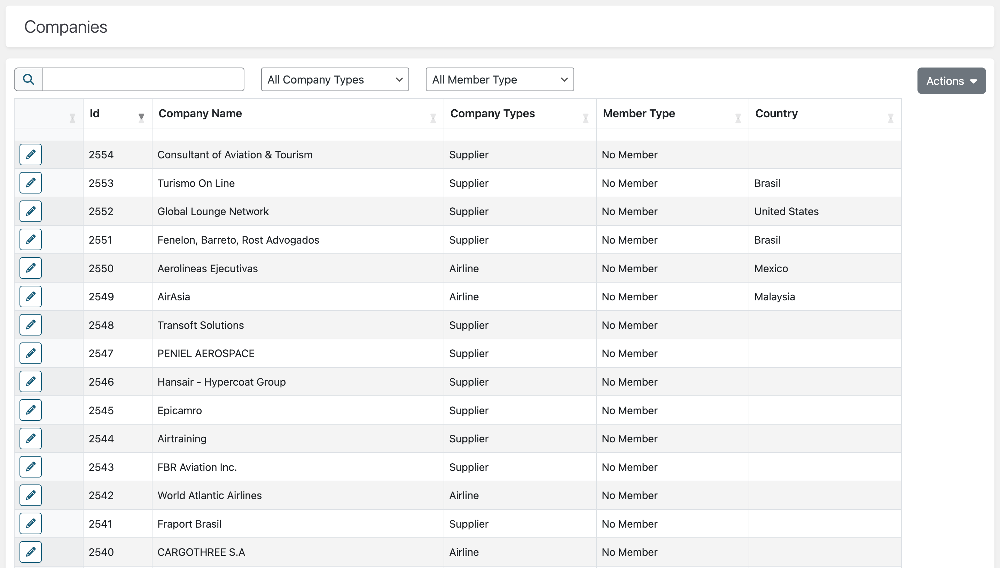 Companies
All Company Types All Member Type Actions
Id Company Name Company Types Member Type Country
2554 Consultant of Aviation & Tourism Supplier No Member
2553 Turismo On Line Supplier No Member Brasil
2552 Global Lounge Network Supplier No Member United States
2551 Fenelon, Barreto, Rost Advogados Supplier No Member Brasil
2550 Aerolineas Ejecutivas Airline No Member Mexico
2549 AirAsia Airline No Member Malaysia
2548 Transoft Solutions Supplier No Member
2547 PENIEL AEROSPACE Supplier No Member
2546 Hansair - Hypercoat Group Supplier No Member
2545 Epicamro Supplier No Member
2544 Airtraining Supplier No Member
2543 FBR Aviation Inc. Supplier No Member
2542 World Atlantic Airlines Airline No Member
2541 Fraport Brasil Supplier No Member
2540 CARGOTHREE S.A Airline No Member